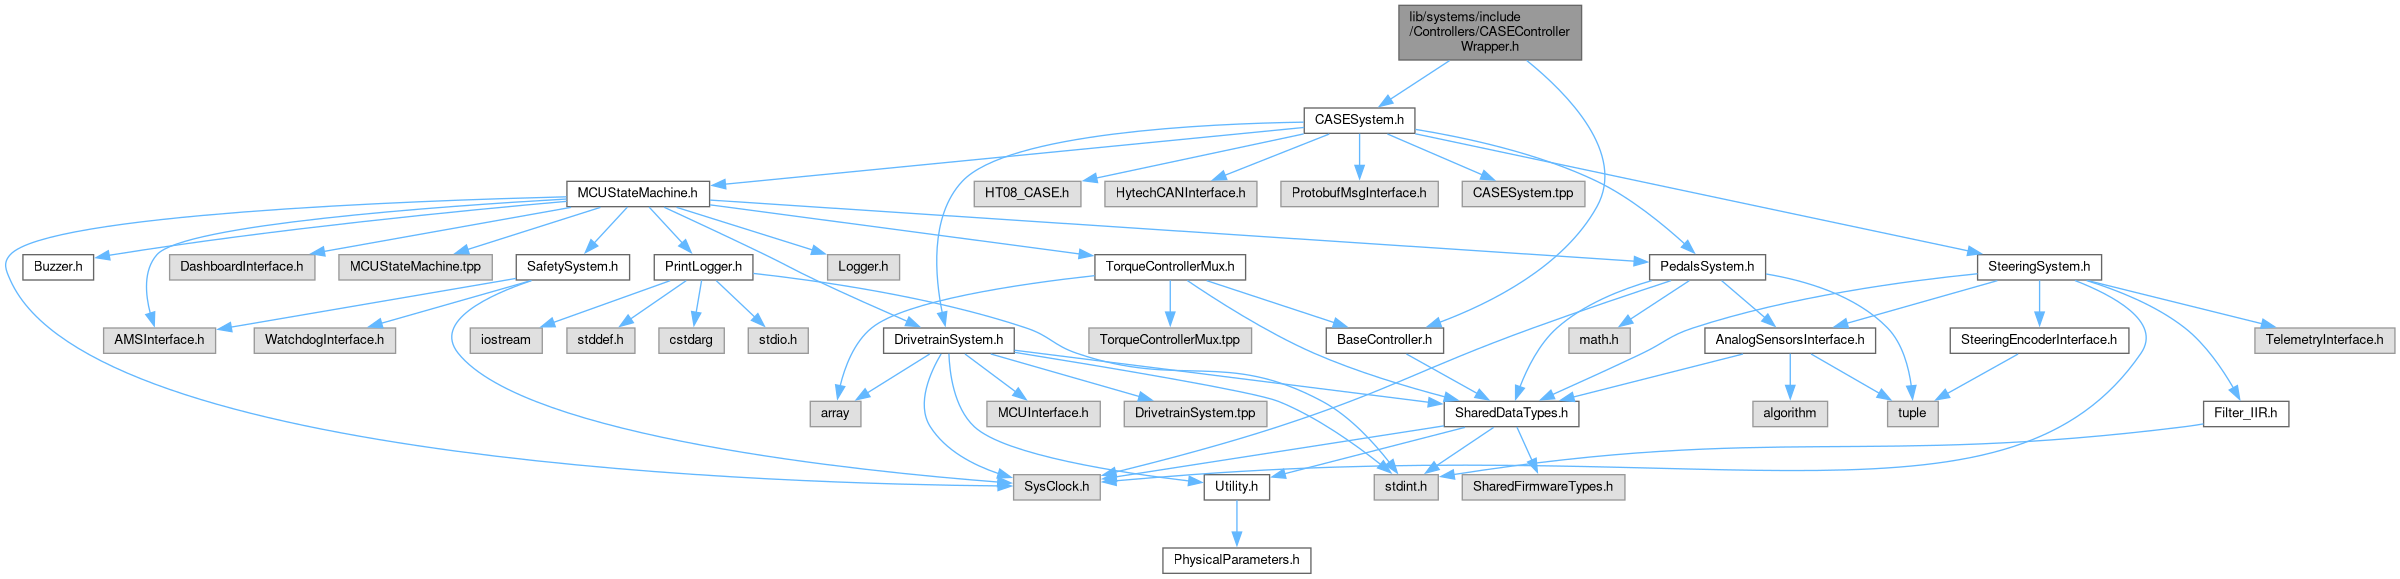 lib/systems/include
/Controllers/CASEController
Wrapper.h
CASESystem.h
MCUStateMachine.h
HT08_CASE.h
HytechCANInterface.h
ProtobufMsgInterface.h
CASESystem.tpp
Buzzer.h
DashboardInterface.h
MCUStateMachine.tpp
SafetySystem.h
PrintLogger.h
Logger.h
TorqueControllerMux.h
PedalsSystem.h
SteeringSystem.h
AMSInterface.h
WatchdogInterface.h
iostream
stddef.h
cstdarg
stdio.h
DrivetrainSystem.h
TorqueControllerMux.tpp
BaseController.h
math.h
AnalogSensorsInterface.h
SteeringEncoderInterface.h
TelemetryInterface.h
array
MCUInterface.h
DrivetrainSystem.tpp
SharedDataTypes.h
algorithm
tuple
Filter_IIR.h
SysClock.h
Utility.h
stdint.h
SharedFirmwareTypes.h
PhysicalParameters.h